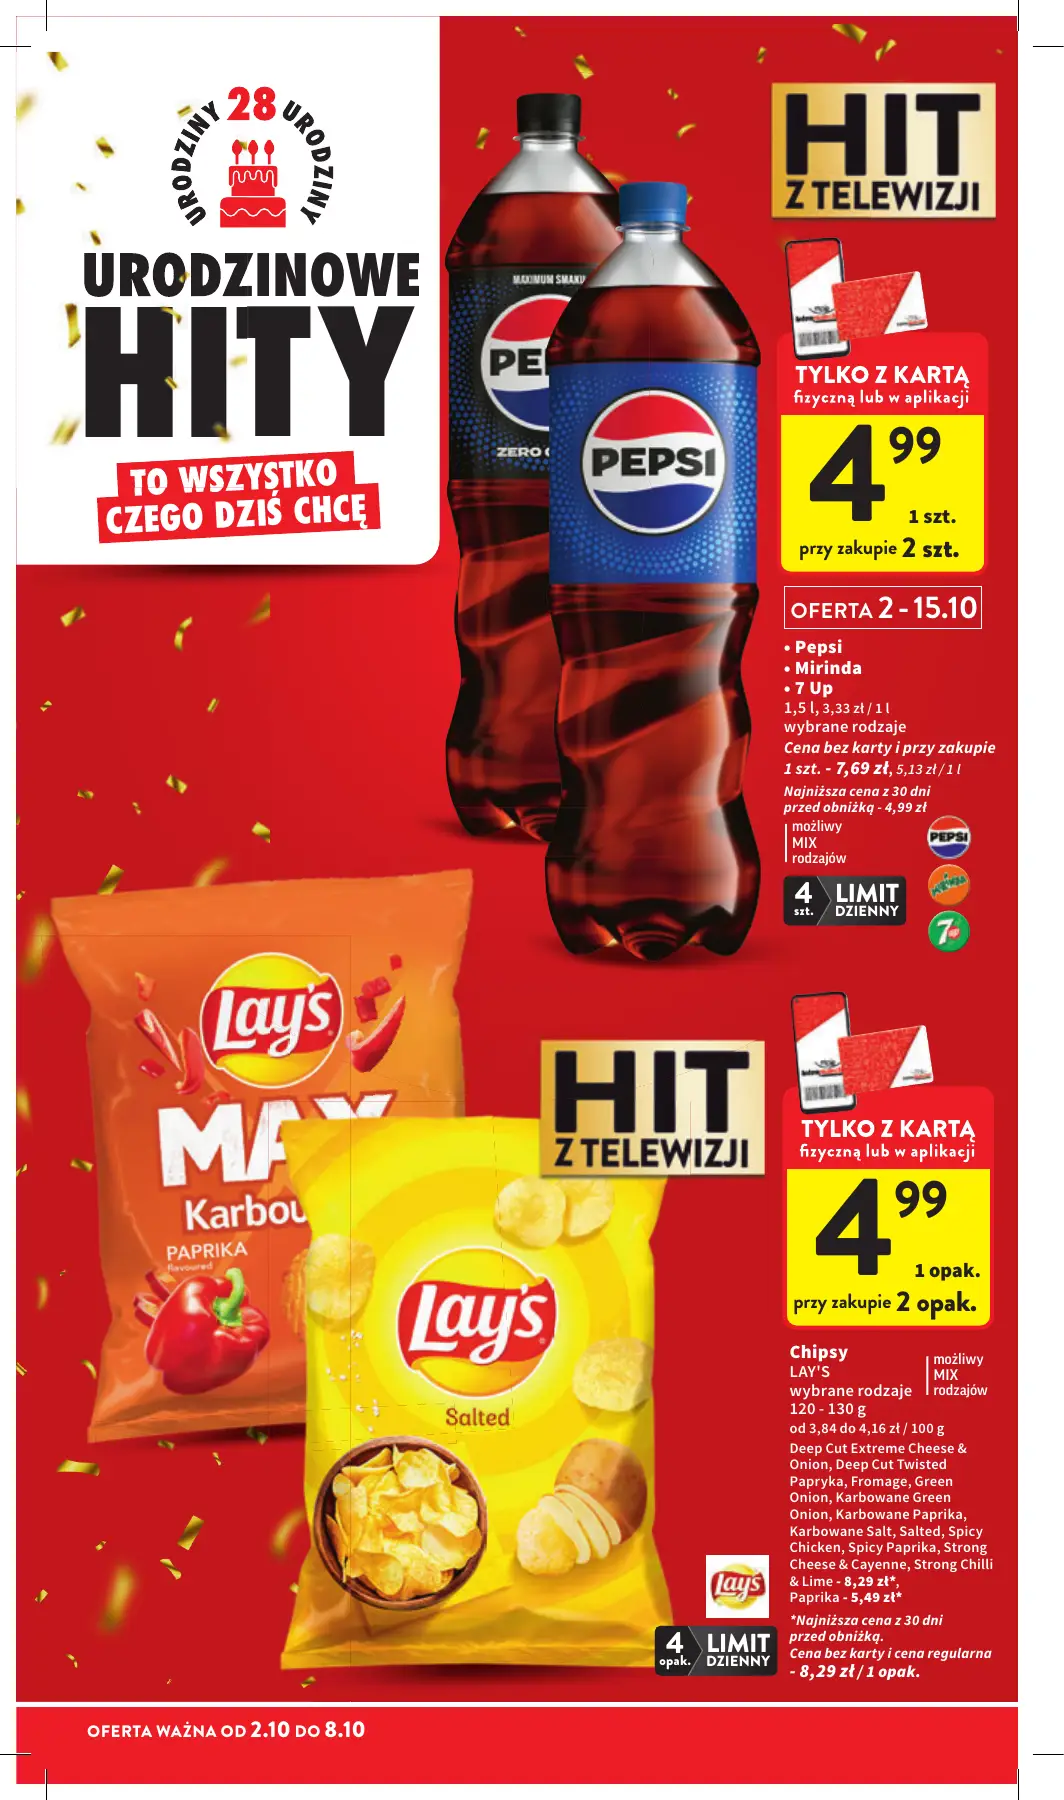 URODZINY 28 URODZINY
URODZINOWE
HITY
TO WSZYSTKO
CZEGO DZIŚ CHCĘ
MAXIMUM SMAKU
PE
ZERO
PEPSI
HIT
Z TELEWIZJI
TYLKO Z KARTĄ
fizyczną lub w aplikacji
4 99
1 szt.
przy zakupie 2 szt.
OFERTA 2 - 15.10
• Pepsi
• Mirinda
• 7 Up
1,5 l, 3,33 zł / 1 l
wybrane rodzaje
Cena bez karty i przy zakupie
1 szt. - 7,69 zł, 5,13 zł / 1 l
Najniższa cena z 30 dni
przed obniżką - 4,99 zł
możliwy
MIX
rodzajów
PEPSI
MIRINDA
7up
4 szt.
LIMIT
DZIENNY
Lay's
MAX
Karbou
PAPRIKA
flavoured
Lay's
Salted
HIT
Z TELEWIZJI
TYLKO Z KARTĄ
fizyczną lub w aplikacji
4 99
1 opak.
przy zakupie 2 opak.
Chipsy
LAY'S
wybrane rodzaje
120 - 130 g
możliwy
MIX
rodzajów
od 3,84 do 4,16 zł / 100 g
Deep Cut Extreme Cheese &
Onion, Deep Cut Twisted
Papryka, Fromage, Green
Onion, Karbowane Green
Onion, Karbowane Paprika,
Karbowane Salt, Salted, Spicy
Chicken, Spicy Paprika, Strong
Cheese & Cayenne, Strong Chilli
& Lime - 8,29 zł*,
Paprika - 5,49 zł*
*Najniższa cena z 30 dni
przed obniżką.
Cena bez karty i cena regularna
- 8,29 zł / 1 opak.
Lay's
4 opak.
LIMIT
DZIENNY
OFERTA WAŻNA OD 2.10 DO 8.10